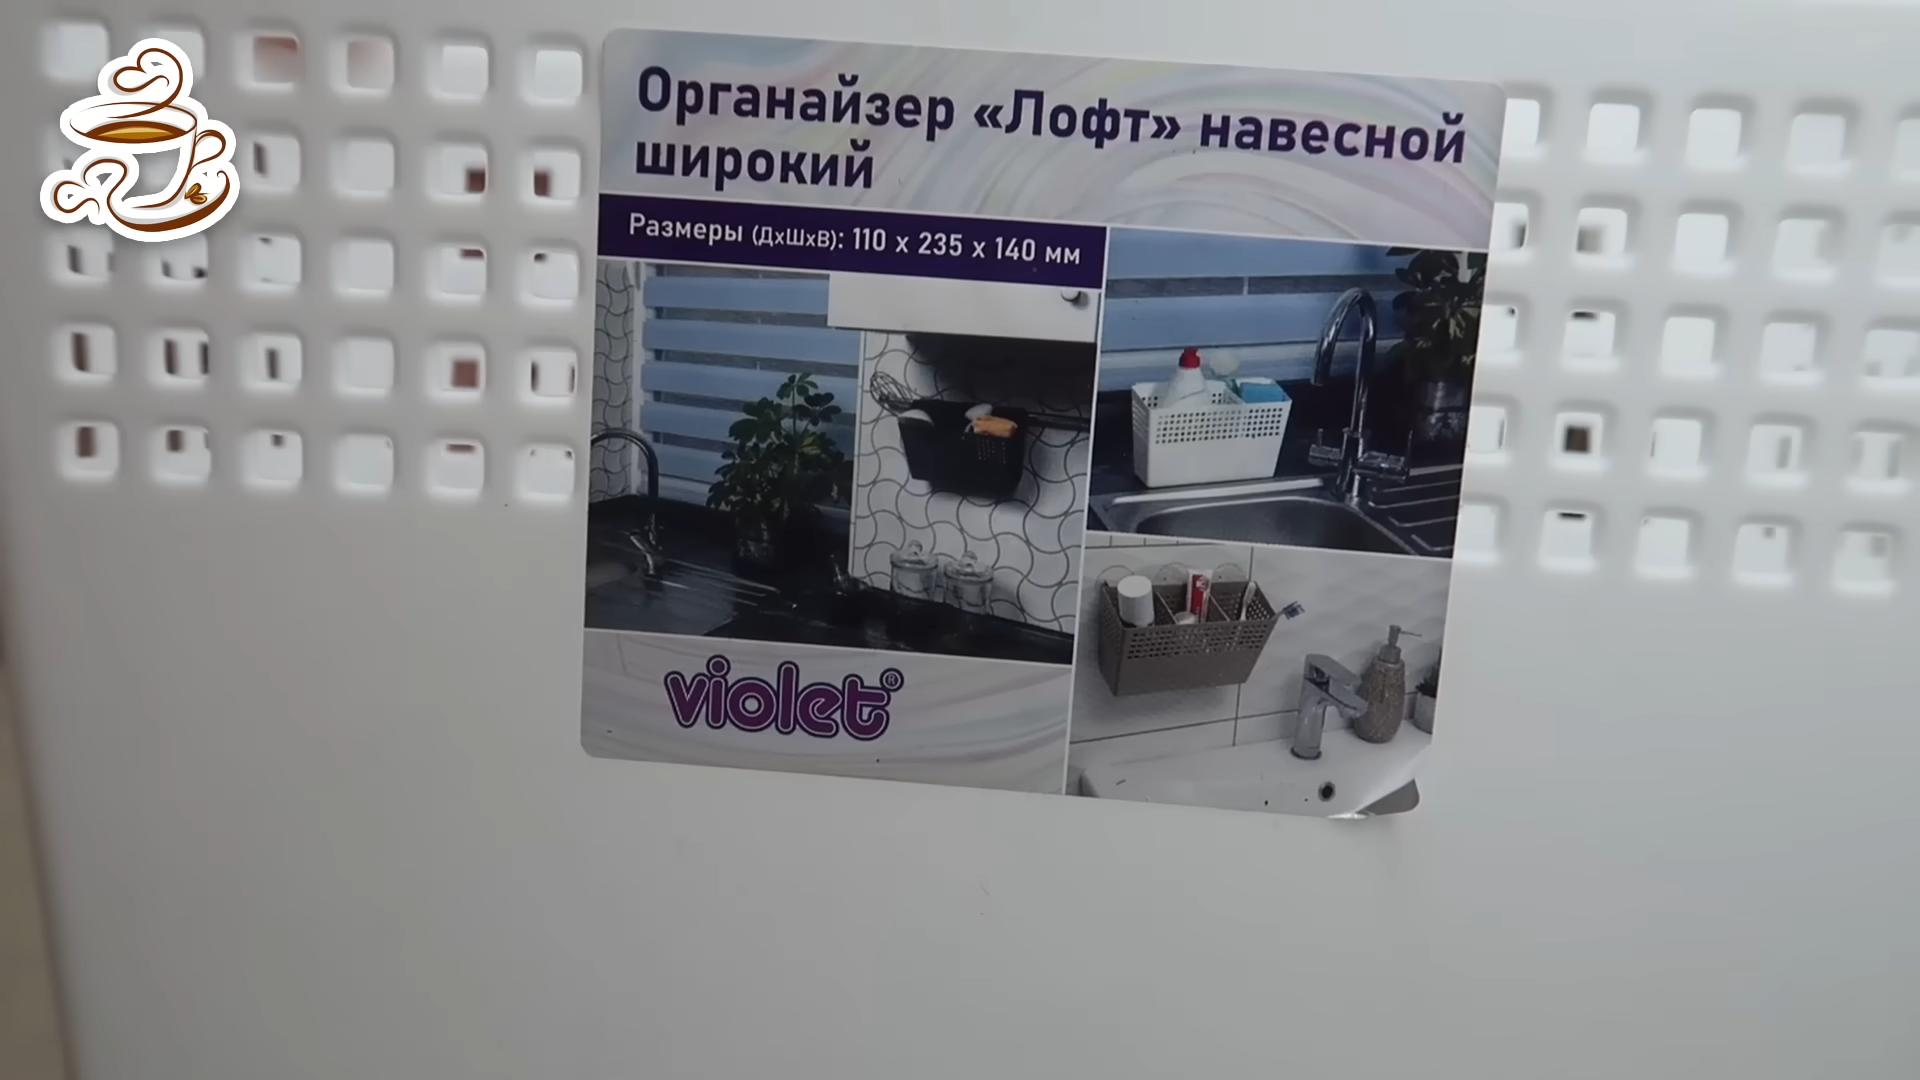 Органайзер «Лофт» навесной
широкий
Размеры (ДхШхВ): 110 x 235 x 140 мм
violet®